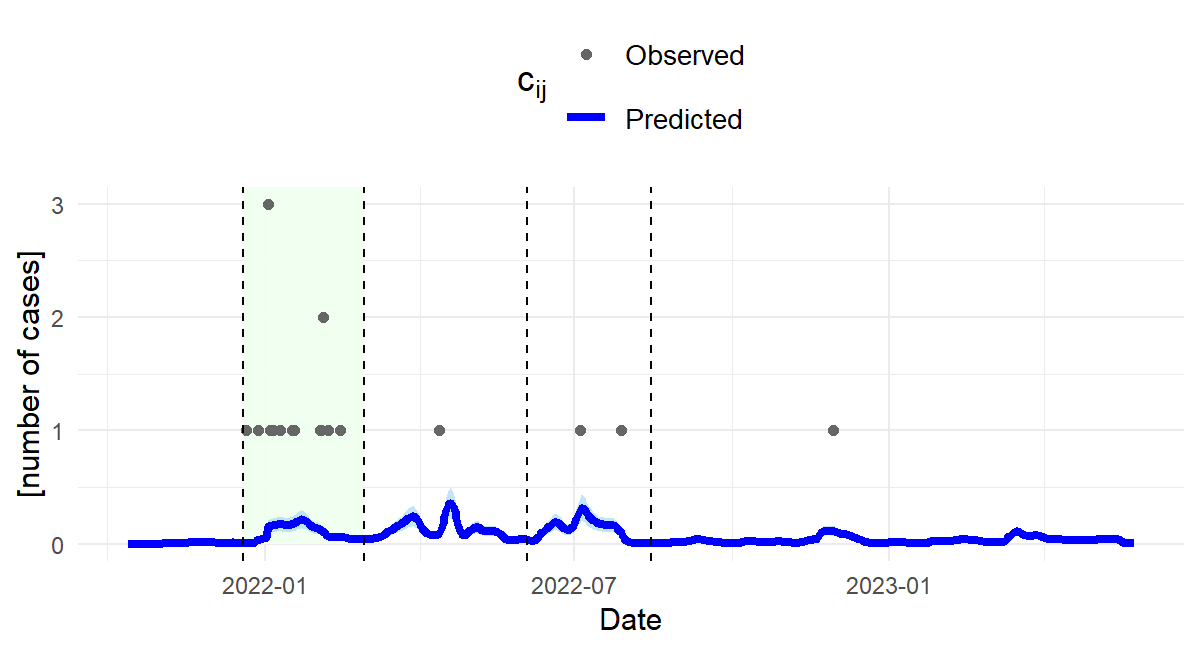 Observed
c_ij
Predicted
[number of cases]
3
2
1
0
2022-01
2022-07
2023-01
Date